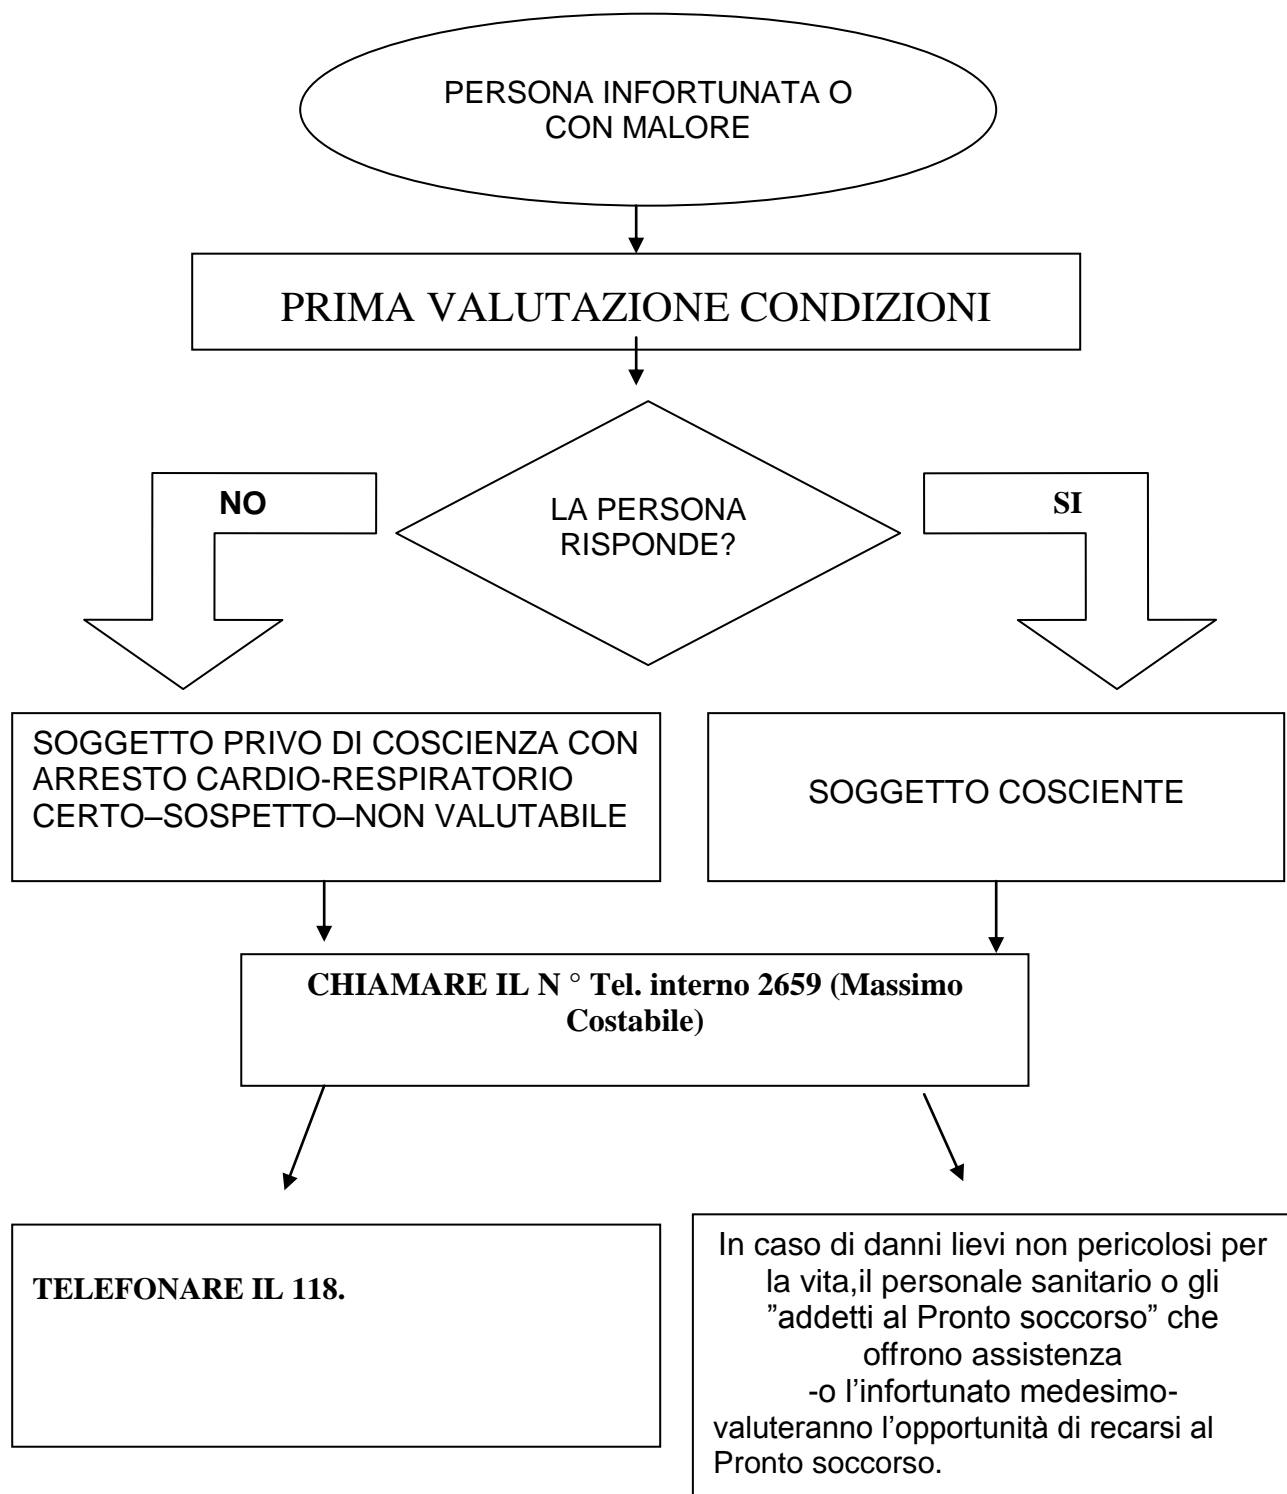 PERSONA INFORTUNATA O
CON MALORE
PRIMA VALUTAZIONE CONDIZIONI
NO
LA PERSONA
RISPONDE?
SI
SOGGETTO PRIVO DI COSCIENZA CON
ARRESTO CARDIO-RESPIRATORIO
CERTO–SOSPETTO–NON VALUTABILE
SOGGETTO COSCIENTE
CHIAMARE IL N ° Tel. interno 2659 (Massimo
Costabile)
TELEFONARE IL 118.
In caso di danni lievi non pericolosi per
la vita,il personale sanitario o gli
”addetti al Pronto soccorso” che
offrono assistenza
-o l’infortunato medesimo-
valuteranno l’opportunità di recarsi al
Pronto soccorso.